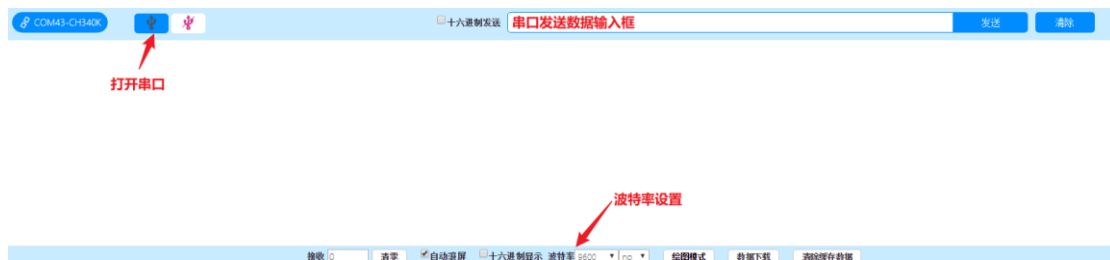 COM43-CH340K
十六进制发送 串口发送数据输入框 发送 清除
打开串口
波特率设置
接收 0 清零 自动滚屏 十六进制显示 波特率 9600 no 绘图模式 数据下载 清除缓存数据